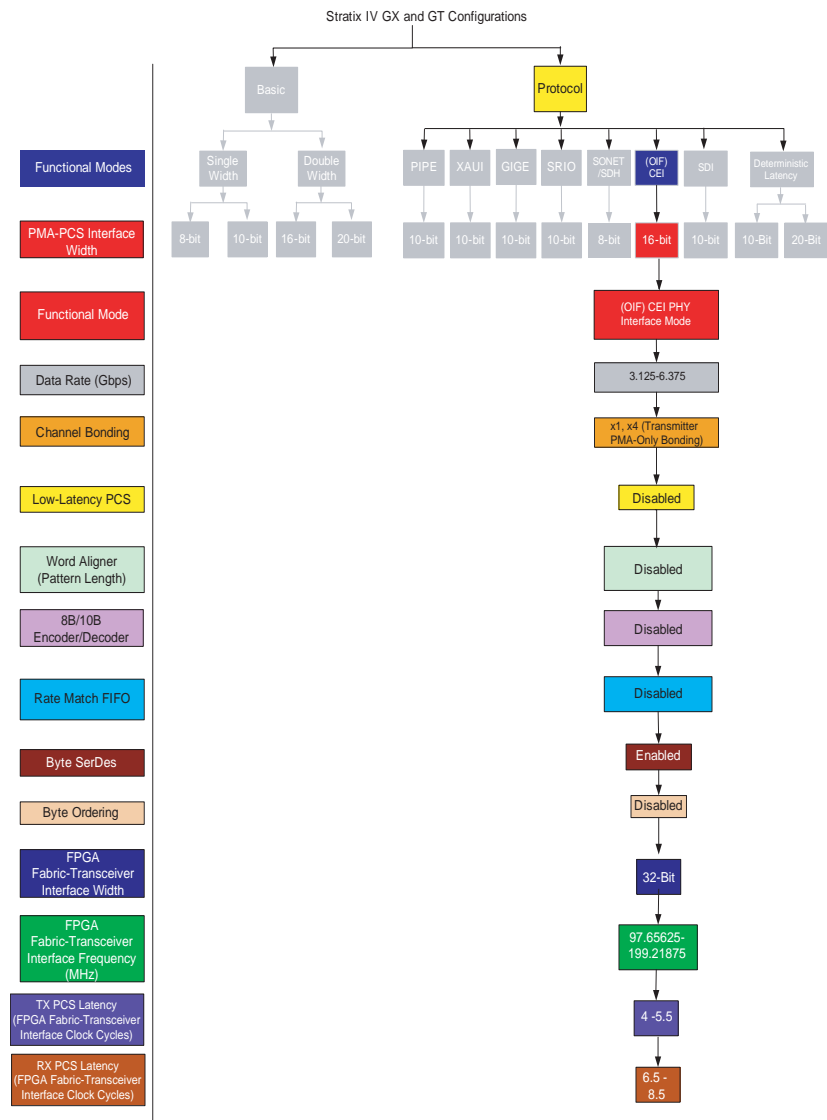 Stratix IV GX and GT Configurations
Basic
Protocol
Functional Modes
Single
Width
Double
Width
PIPE
XAUI
GIGE
SRIO
SONET
/SDH
(OIF)
CEI
SDI
Deterministic
Latency
PMA-PCS Interface
Width
8-bit
10-bit
16-bit
20-bit
10-bit
10-bit
10-bit
10-bit
8-bit
16-bit
10-bit
10-Bit
20-Bit
Functional Mode
(OIF) CEI PHY
Interface Mode
Data Rate (Gbps)
3.125-6.375
Channel Bonding
x1, x4 (Transmitter
PMA-Only Bonding)
Low-Latency PCS
Disabled
Word Aligner
(Pattern Length)
Disabled
8B/10B
Encoder/Decoder
Disabled
Rate Match FIFO
Disabled
Byte SerDes
Enabled
Byte Ordering
Disabled
FPGA
Fabric-Transceiver
Interface Width
32-Bit
FPGA
Fabric-Transceiver
Interface Frequency
(MHz)
97.65625-
199.21875
TX PCS Latency
(FPGA Fabric-Transceiver
Interface Clock Cycles)
4 -5.5
RX PCS Latency
(FPGA Fabric-Transceiver
Interface Clock Cycles)
6.5 -
8.5